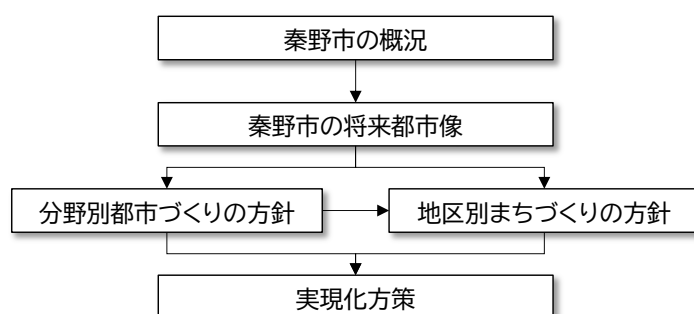 秦野市の概況
秦野市の将来都市像
分野別都市づくりの方針
地区別まちづくりの方針
実現化方策